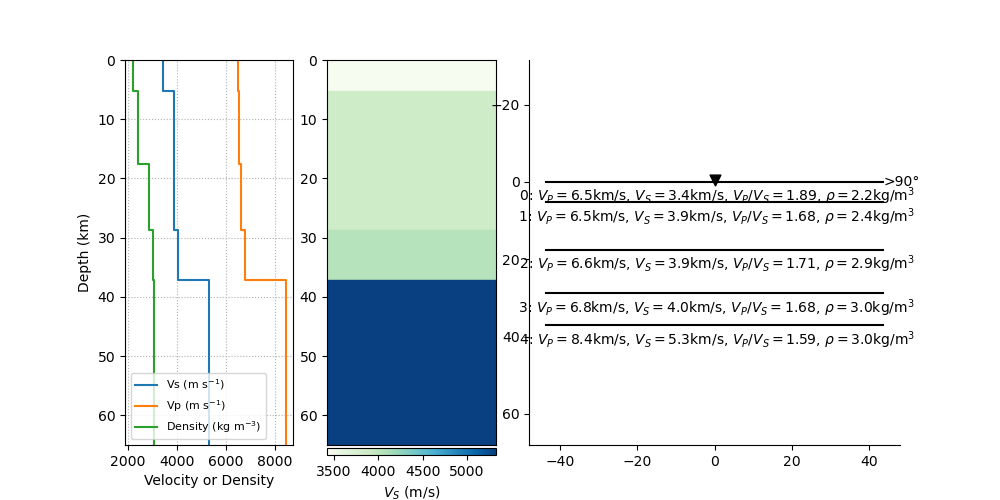 0
10
20
30
40
50
60
Depth (km)
2000 4000 6000 8000
Velocity or Density
Vs (m s⁻¹)
Vp (m s⁻¹)
Density (kg m⁻³)
0
10
20
30
40
50
60
3500 4000 4500 5000
V_S (m/s)
−20
0
20
40
60
−40 −20 0 20 40
>90°
0: V_P = 6.5km/s, V_S = 3.4km/s, V_P/V_S = 1.89, ρ = 2.2kg/m³
1: V_P = 6.5km/s, V_S = 3.9km/s, V_P/V_S = 1.68, ρ = 2.4kg/m³
2: V_P = 6.6km/s, V_S = 3.9km/s, V_P/V_S = 1.71, ρ = 2.9kg/m³
3: V_P = 6.8km/s, V_S = 4.0km/s, V_P/V_S = 1.68, ρ = 3.0kg/m³
4: V_P = 8.4km/s, V_S = 5.3km/s, V_P/V_S = 1.59, ρ = 3.0kg/m³